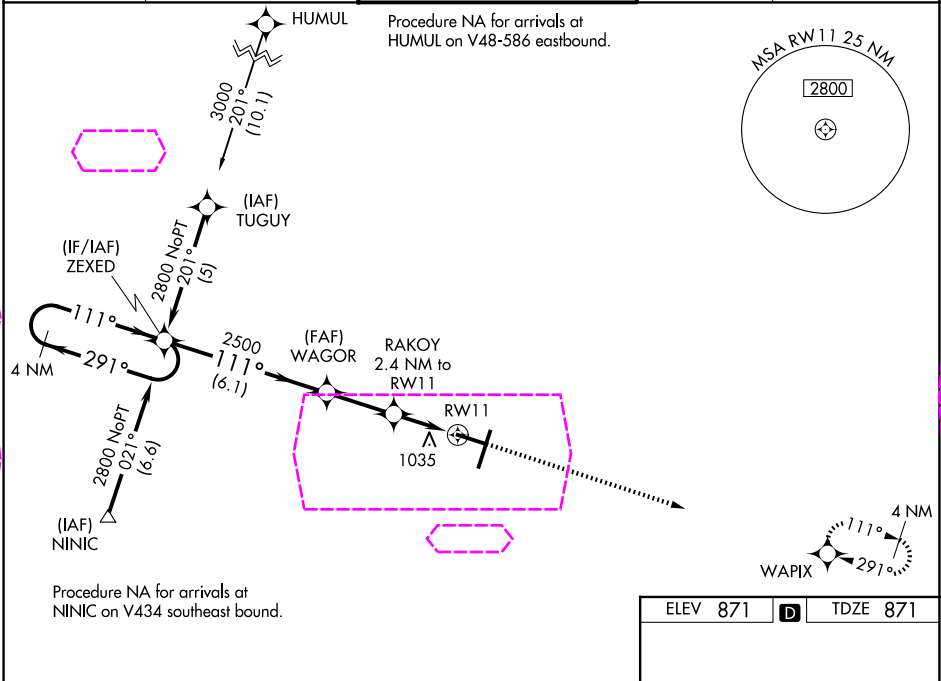 HUMUL
Procedure NA for arrivals at
HUMUL on V48-586 eastbound.
MSA RW11 25 NM
2800
3000
201°
(10.1)
(IAF)
TUGUY
2800 NoPT
201°
(5)
(IF/IAF)
ZEXED
111°
291°
4 NM
2500
111°
(6.1)
(FAF)
WAGOR
RAKOY
2.4 NM to
RW11
RW11
1035
2800 NoPT
021°
(6.6)
(IAF)
NINIC
4 NM
111°
291°
WAPIX
Procedure NA for arrivals at
NINIC on V434 southeast bound.
ELEV 871 D TDZE 871